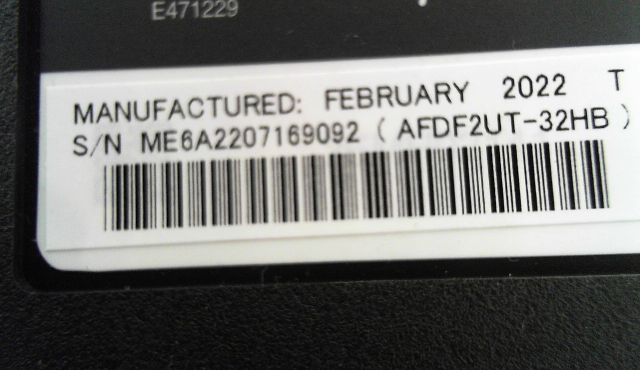 E471229
MANUFACTURED: FEBRUARY 2022 T
S/N ME6A2207169092 ( AFDF2UT-32HB )